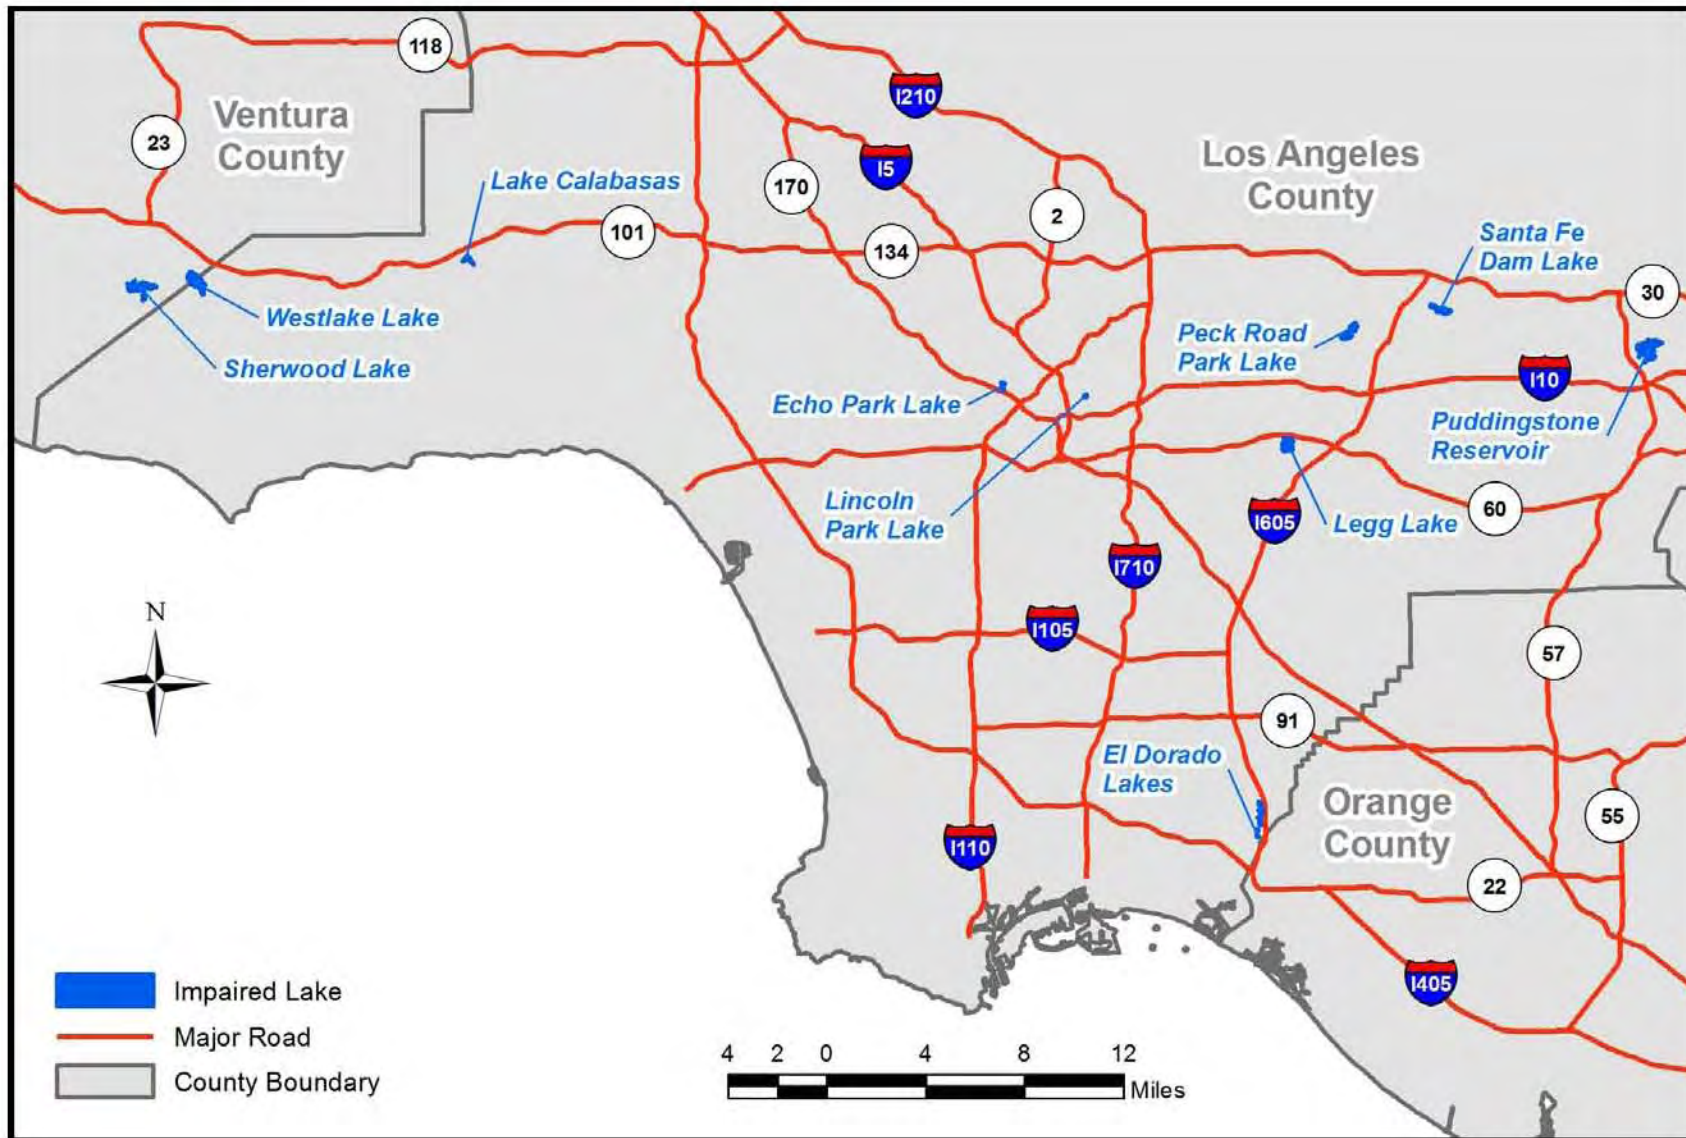 118
I210
Ventura
County
23
I5
Los Angeles
County
Lake Calabasas
170
2
101
134
Santa Fe
Dam Lake
30
Westlake Lake
Peck Road
Park Lake
Sherwood Lake
I10
Echo Park Lake
Puddingstone
Reservoir
Lincoln
Park Lake
I605
Legg Lake
60
I710
N
I105
57
91
El Dorado
Lakes
Orange
County
55
I110
22
I405
Impaired Lake
Major Road
County Boundary
4 2 0 4 8 12
Miles